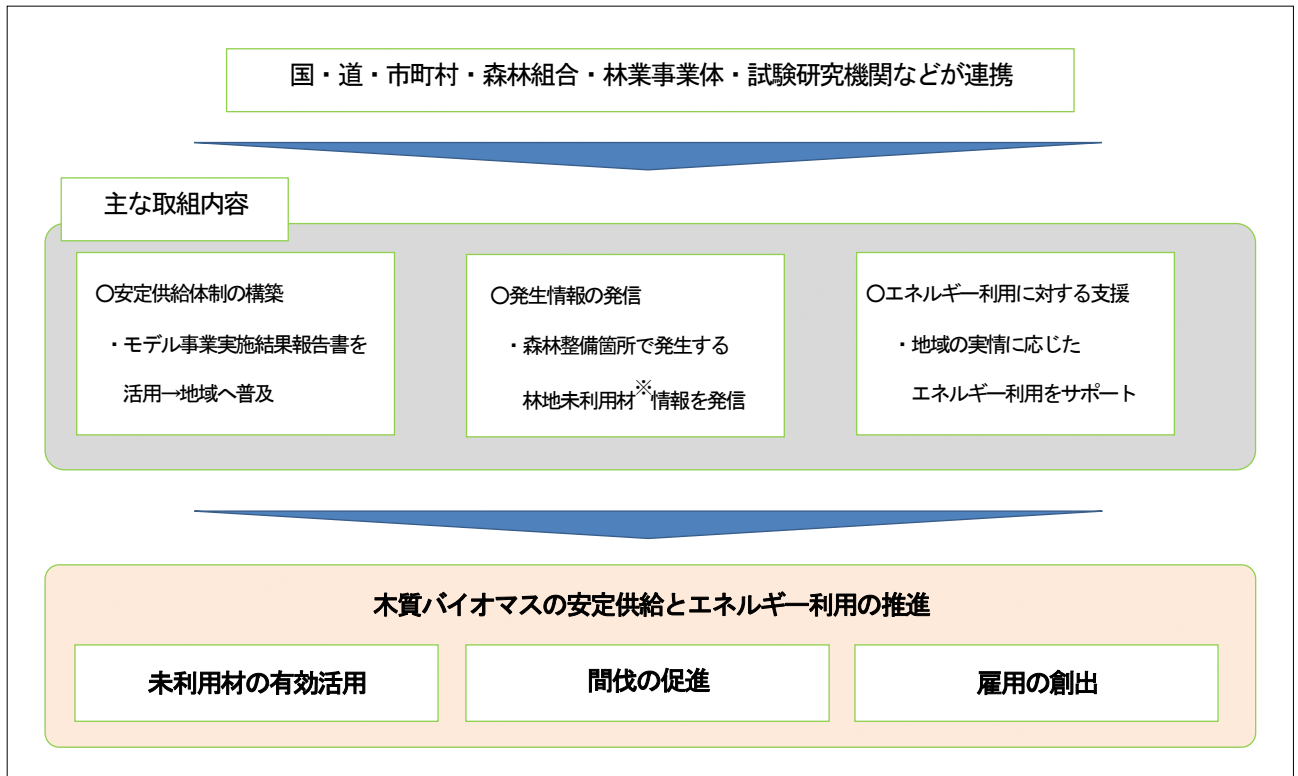 国・道・市町村・森林組合・林業事業体・試験研究機関などが連携
主な取組内容
○安定供給体制の構築
・モデル事業実施結果報告書を
活用→地域へ普及
○発生情報の発信
・森林整備箇所で発生する
林地未利用材※情報を発信
○エネルギー利用に対する支援
・地域の実情に応じた
エネルギー利用をサポート
木質バイオマスの安定供給とエネルギー利用の推進
未利用材の有効活用
間伐の促進
雇用の創出